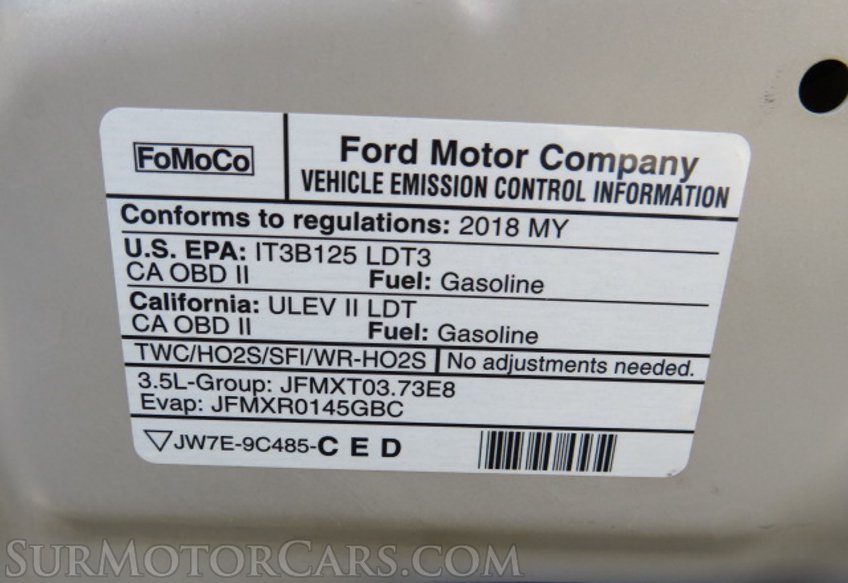 FoMoCo
Ford Motor Company
VEHICLE EMISSION CONTROL INFORMATION
Conforms to regulations: 2018 MY
U.S. EPA: IT3B125 LDT3
CA OBD II Fuel: Gasoline
California: ULEV II LDT
CA OBD II Fuel: Gasoline
TWC/HO2S/SFI/WR-HO2S No adjustments needed.
3.5L-Group: JFMXT03.73E8
Evap: JFMXR0145GBC
JW7E-9C485-C E D
SURMOTORCARS.COM